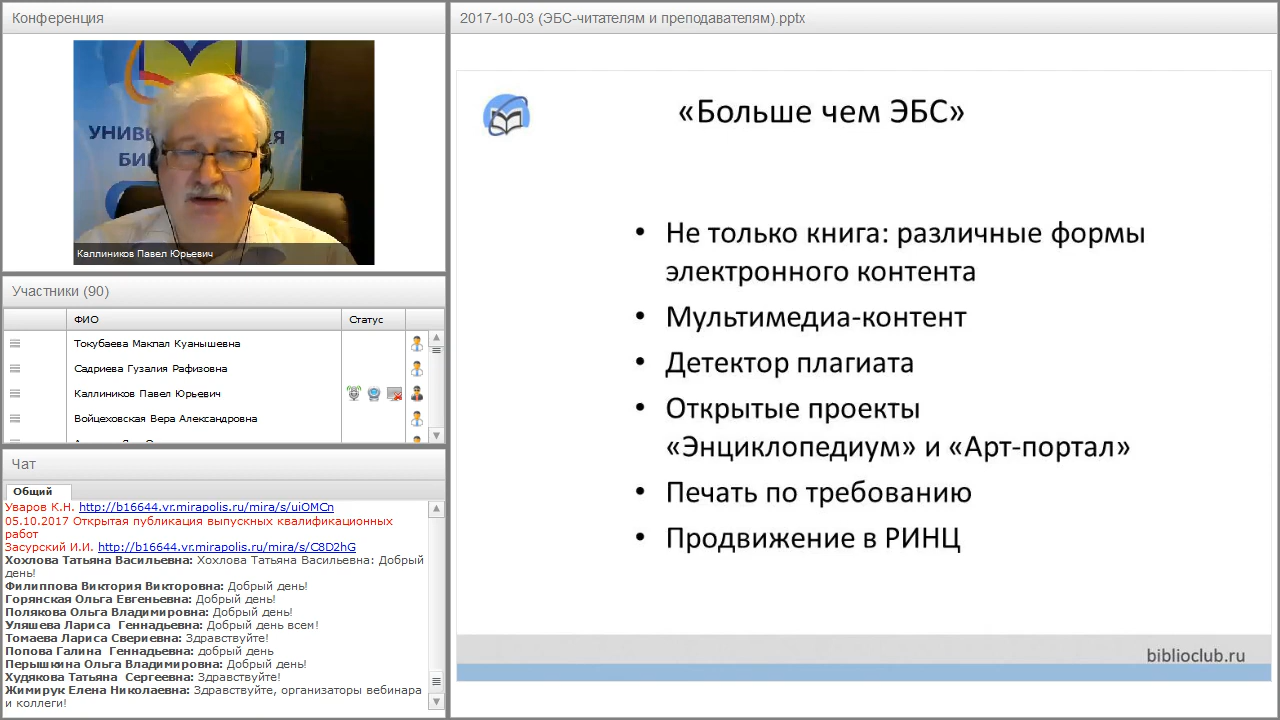 Конференция
УНИВЕ
АЯ
БИ
Каллиников Павел Юрьевич
Участники (90)
ФИО
Статус
Токубаева Макпал Куанышевна
Садриева Гузалия Рафизовна
Каллиников Павел Юрьевич
Войцеховская Вера Александровна
Чат
Общий
Уваров К.Н. http://b16644.vr.mirapolis.ru/mira/s/uiOMCn
05.10.2017 Открытая публикация выпускных квалификационных
работ
Засурский И.И. http://b16644.vr.mirapolis.ru/mira/s/C8D2hG
Хохлова Татьяна Васильевна: Хохлова Татьяна Васильевна: Добрый
день!
Филиппова Виктория Викторовна: Добрый день!
Горянская Ольга Евгеньевна: Добрый день!
Полякова Ольга Владимировна: Добрый день!
Уляшева Лариса Геннадьевна: Добрый день всем!
Томаева Лариса Свериевна: Здравствуйте!
Попова Галина Геннадьевна: добрый день
Перышкина Ольга Владимировна: Добрый день!
Худякова Татьяна Сергеевна: Здравствуйте!
Жимирук Елена Николаевна: Здравствуйте, организаторы вебинара
и коллеги!
2017-10-03 (ЭБС-читателям и преподавателям).pptx
«Больше чем ЭБС»
• Не только книга: различные формы
электронного контента
• Мультимедиа-контент
• Детектор плагиата
• Открытые проекты
«Энциклопедиум» и «Арт-портал»
• Печать по требованию
• Продвижение в РИНЦ
biblioclub.ru